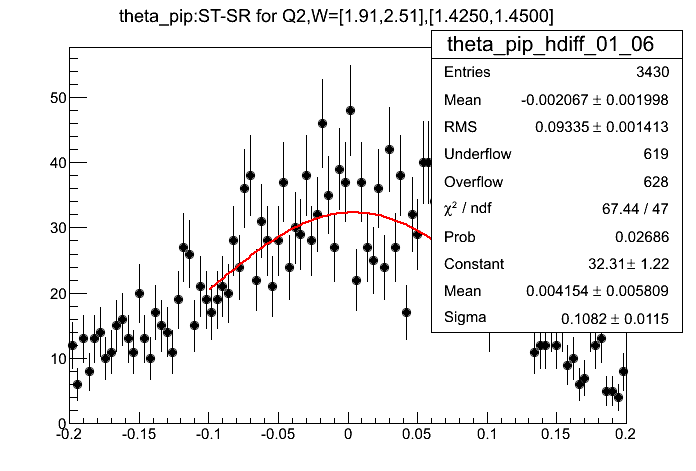 theta_pip:ST-SR for Q2,W=[1.91,2.51],[1.4250,1.4500]
theta_pip_hdiff_01_06
Entries 3430
Mean -0.002067 ± 0.001998
RMS 0.09335 ± 0.001413
Underflow 619
Overflow 628
χ² / ndf 67.44 / 47
Prob 0.02686
Constant 32.31± 1.22
Mean 0.004154 ± 0.005809
Sigma 0.1082 ± 0.0115
50
40
30
20
10
0
-0.2 -0.15 -0.1 -0.05 0 0.05 0.1 0.15 0.2